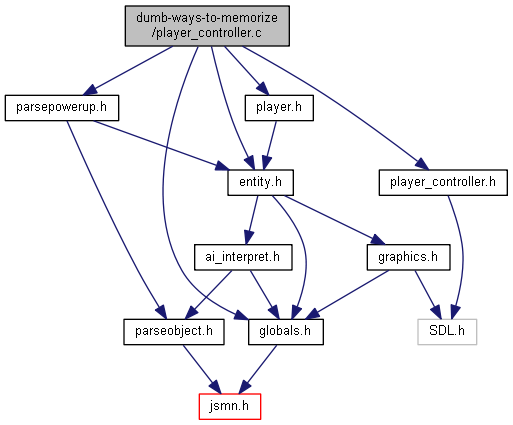 dumb-ways-to-memorize
/player_controller.c
parsepowerup.h
player.h
entity.h
player_controller.h
ai_interpret.h
graphics.h
parseobject.h
globals.h
SDL.h
jsmn.h